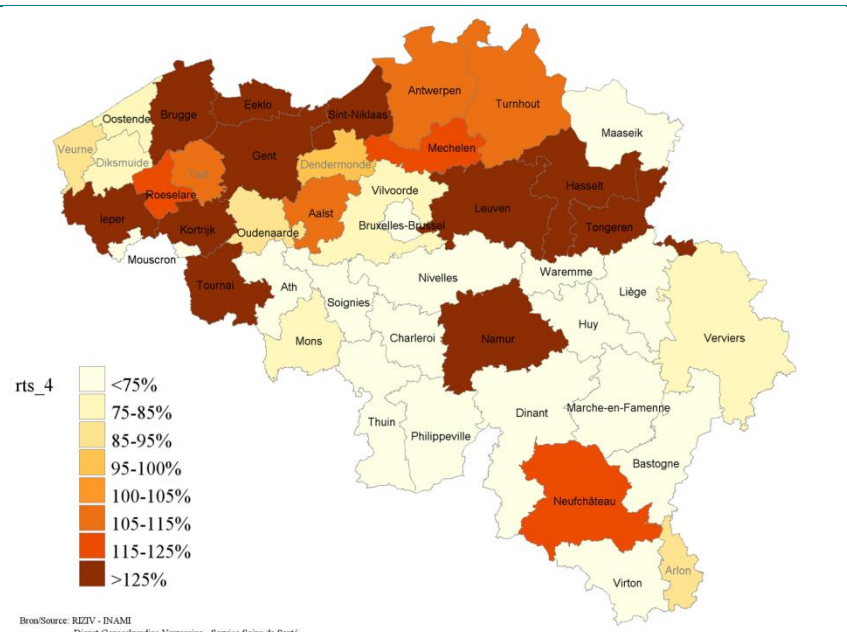 Antwerpen
Turnhout
Brugge
Eeklo
Sint-Niklaas
Oostende
Maaseik
Veurne
Diksmuide
Gent
Mechelen
Dendermonde
Tielt
Roeselare
Vilvoorde
Hasselt
Leuven
Ieper
Aalst
Kortrijk
Oudenaarde
Bruxelles-Brussel
Tongeren
Mouscron
Tournai
Ath
Nivelles
Waremme
Soignies
Liège
Mons
Charleroi
Namur
Huy
Verviers
Thuin
Philippeville
Dinant
Marche-en-Famenne
Bastogne
Neufchâteau
Arlon
Virton
rts_4
<75%
75-85%
85-95%
95-100%
100-105%
105-115%
115-125%
>125%
Bron/Source: RIZIV - INAMI